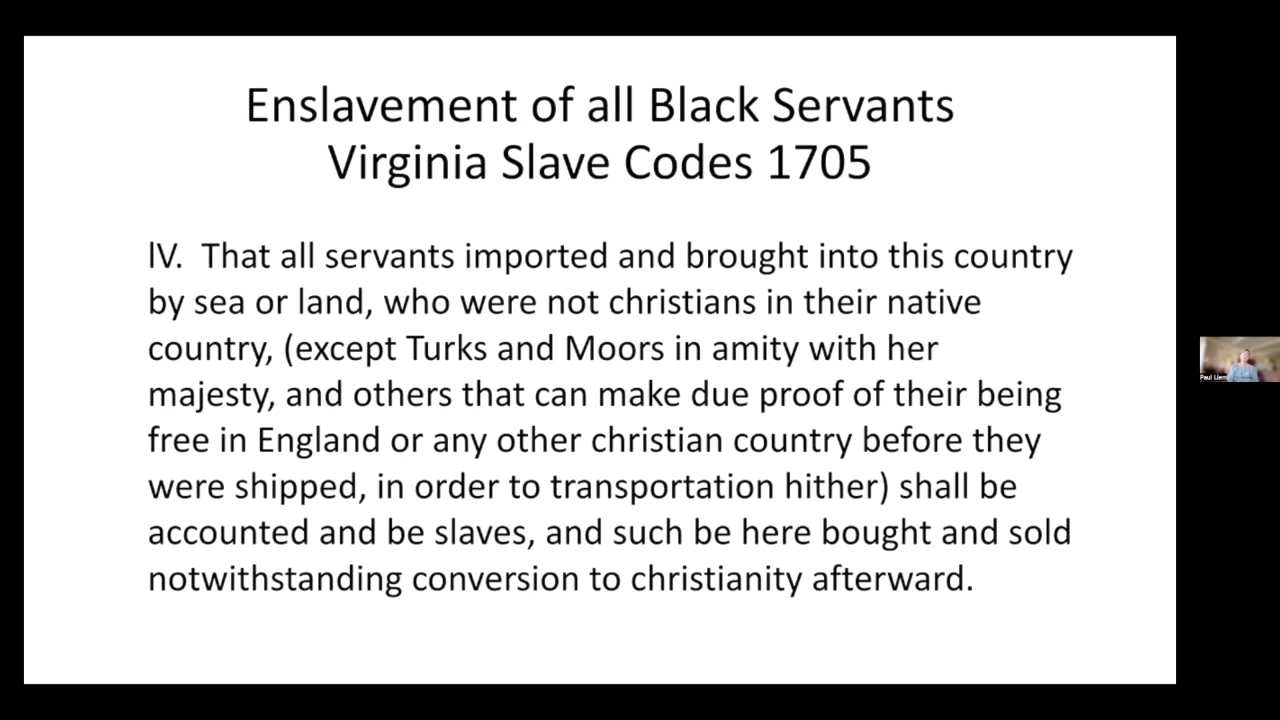 Enslavement of all Black Servants
Virginia Slave Codes 1705
lV. That all servants imported and brought into this country
by sea or land, who were not christians in their native
country, (except Turks and Moors in amity with her
majesty, and others that can make due proof of their being
free in England or any other christian country before they
were shipped, in order to transportation hither) shall be
accounted and be slaves, and such be here bought and sold
notwithstanding conversion to christianity afterward.
Paul